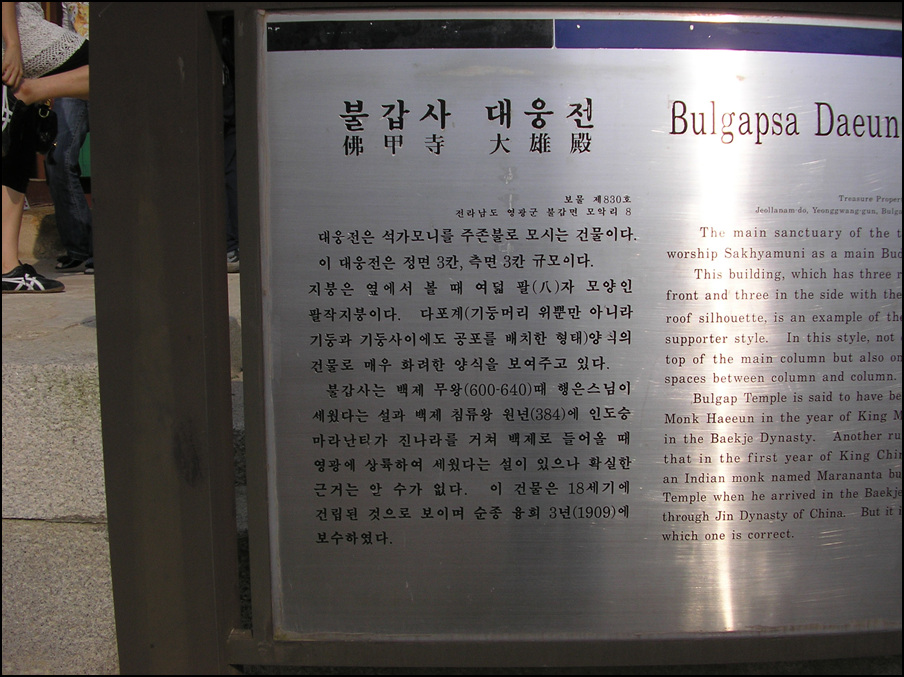 불갑사 대웅전
佛甲寺 大雄殿
보물 제830호
전라남도 영광군 불갑면 모악리 8
대웅전은 석가모니를 주존불로 모시는 건물이다.
이 대웅전은 정면 3칸, 측면 3칸 규모이다.
지붕은 옆에서 볼 때 여덟 팔(八)자 모양인
팔작지붕이다. 다포계(기둥머리 위뿐만 아니라
기둥과 기둥사이에도 공포를 배치한 형태)양식의
건물로 매우 화려한 양식을 보여주고 있다.
불갑사는 백제 무왕(600-640)때 행은스님이
세웠다는 설과 백제 침류왕 원년(384)에 인도승
마라난타가 진나라를 거쳐 백제로 들어올 때
영광에 상륙하여 세웠다는 설이 있으나 확실한
근거는 알 수가 없다. 이 건물은 18세기에
건립된 것으로 보이며 순종 융희 3년(1909)에
보수하였다.
Bulgapsa Daeun
Treasure Proper
Jeollanam-do, Yeonggwang-gun, Bulga
The main sanctuary of the t
worship Sakhyamuni as a main Bud
This building, which has three r
front and three in the side with the
roof silhouette, is an example of the
supporter style. In this style, not
top of the main column but also on
spaces between column and column.
Bulgap Temple is said to have be
Monk Haeeun in the year of King M
in the Baekje Dynasty. Another ru
that in the first year of King Chi
an Indian monk named Marananta bu
Temple when he arrived in the Baekje
through Jin Dynasty of China. But it i
which one is correct.